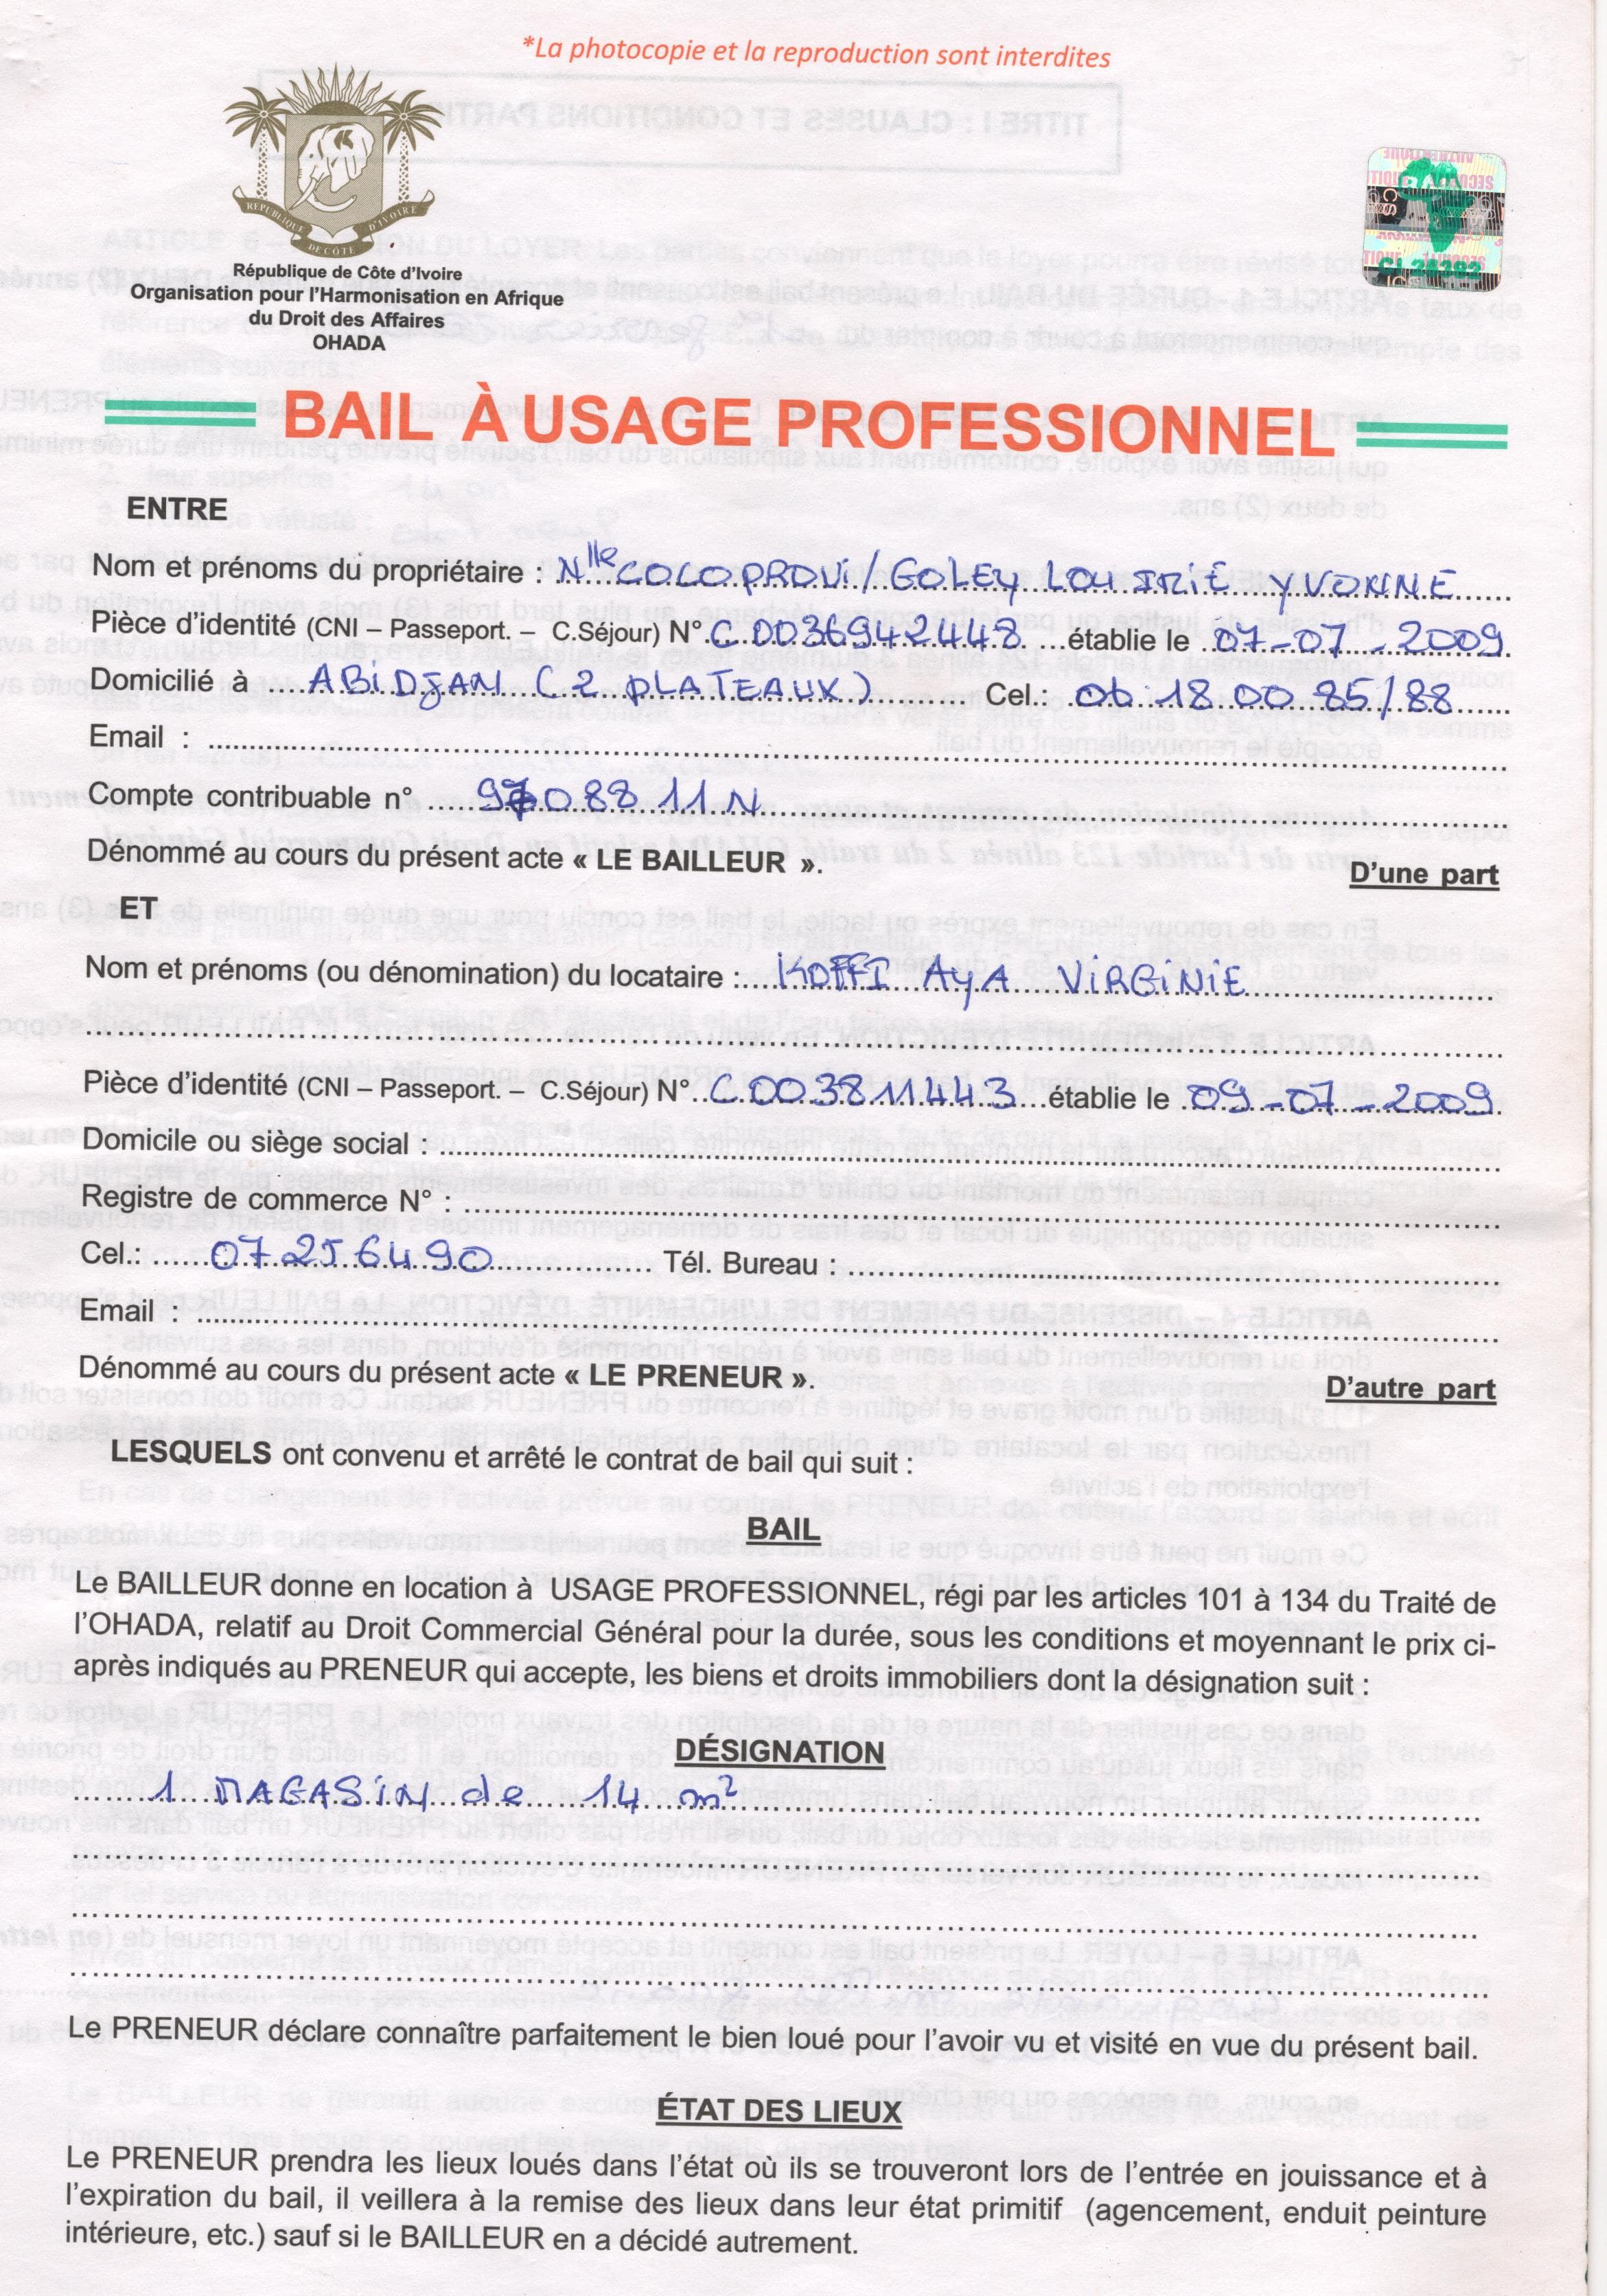 *La photocopie et la reproduction sont interdites
REPUBLIQUE DE CÔTE D'IVOIRE
République de Côte d'Ivoire
Organisation pour l'Harmonisation en Afrique
du Droit des Affaires
OHADA
BAIL À USAGE PROFESSIONNEL
ENTRE
Nom et prénoms du propriétaire : Nlle COCOPROVI/GOLEY LOU IRIE YVONNE
Pièce d'identité (CNI – Passeport. – C.Séjour) N° C 0036942448 établie le 07-07-2009
Domicilié à ABIDJAN (2 PLATEAUX) Cel.: 06 18 00 85/88
Email :
Compte contribuable n° 9708811N
Dénommé au cours du présent acte « LE BAILLEUR ».
D'une part
ET
Nom et prénoms (ou dénomination) du locataire : KOFFI AYA VIRGINIE
Pièce d'identité (CNI – Passeport. – C.Séjour) N° C 003811443 établie le 09-07-2009
Domicile ou siège social :
Registre de commerce N° :
Cel.: 07 25 64 90 Tél. Bureau :
Email :
Dénommé au cours du présent acte « LE PRENEUR ».
D'autre part
LESQUELS ont convenu et arrêté le contrat de bail qui suit :
BAIL
Le BAILLEUR donne en location à USAGE PROFESSIONNEL, régi par les articles 101 à 134 du Traité de
l'OHADA, relatif au Droit Commercial Général pour la durée, sous les conditions et moyennant le prix ci-
après indiqués au PRENEUR qui accepte, les biens et droits immobiliers dont la désignation suit :
DÉSIGNATION
1 MAGASIN de 14 m²
Le PRENEUR déclare connaître parfaitement le bien loué pour l'avoir vu et visité en vue du présent bail.
ÉTAT DES LIEUX
Le PRENEUR prendra les lieux loués dans l'état où ils se trouveront lors de l'entrée en jouissance et à
l'expiration du bail, il veillera à la remise des lieux dans leur état primitif (agencement, enduit peinture
intérieure, etc.) sauf si le BAILLEUR en a décidé autrement.